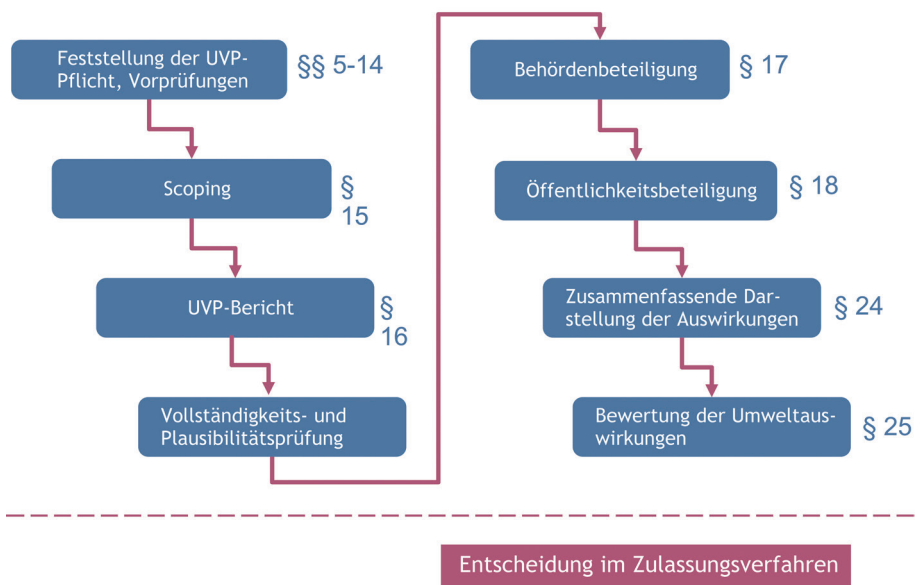 Feststellung der UVP-
Pflicht, Vorprüfungen
§§ 5-14
Scoping
§
15
UVP-Bericht
§
16
Vollständigkeits- und
Plausibilitätsprüfung
Behördenbeteiligung
§ 17
Öffentlichkeitsbeteiligung
§ 18
Zusammenfassende Dar-
stellung der Auswirkungen
§ 24
Bewertung der Umweltaus-
wirkungen
§ 25
Entscheidung im Zulassungsverfahren